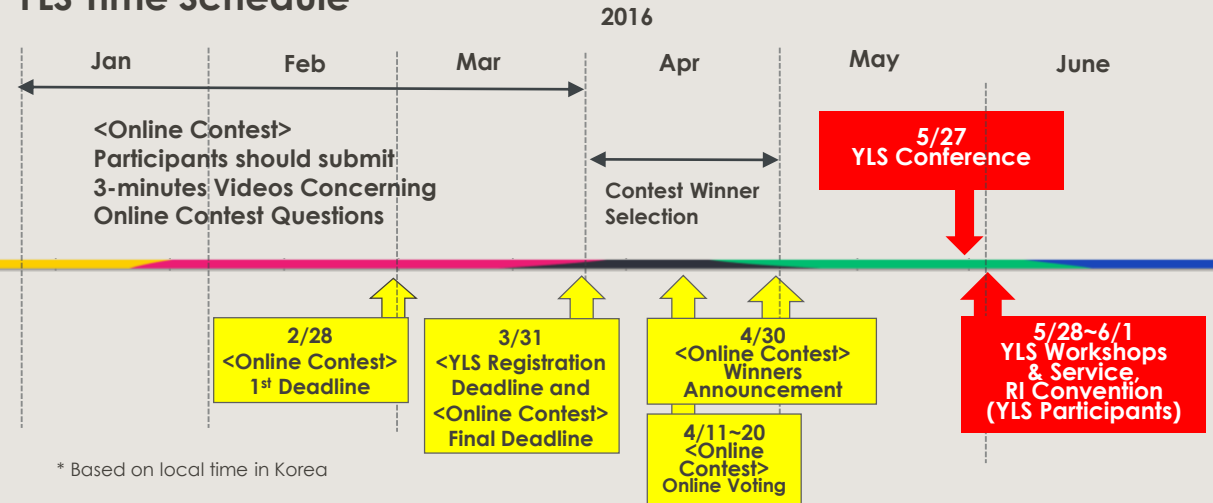 YLS Time Schedule
2016
Jan
Feb
Mar
Apr
May
June
<Online Contest>
Participants should submit
3-minutes Videos Concerning
Online Contest Questions
Contest Winner
Selection
5/27
YLS Conference
2/28
<Online Contest>
1st Deadline
3/31
<YLS Registration
Deadline and
<Online Contest>
Final Deadline
4/30
<Online Contest>
Winners
Announcement
4/11~20
<Online
Contest>
Online Voting
5/28~6/1
YLS Workshops
& Service,
RI Convention
(YLS Participants)
* Based on local time in Korea